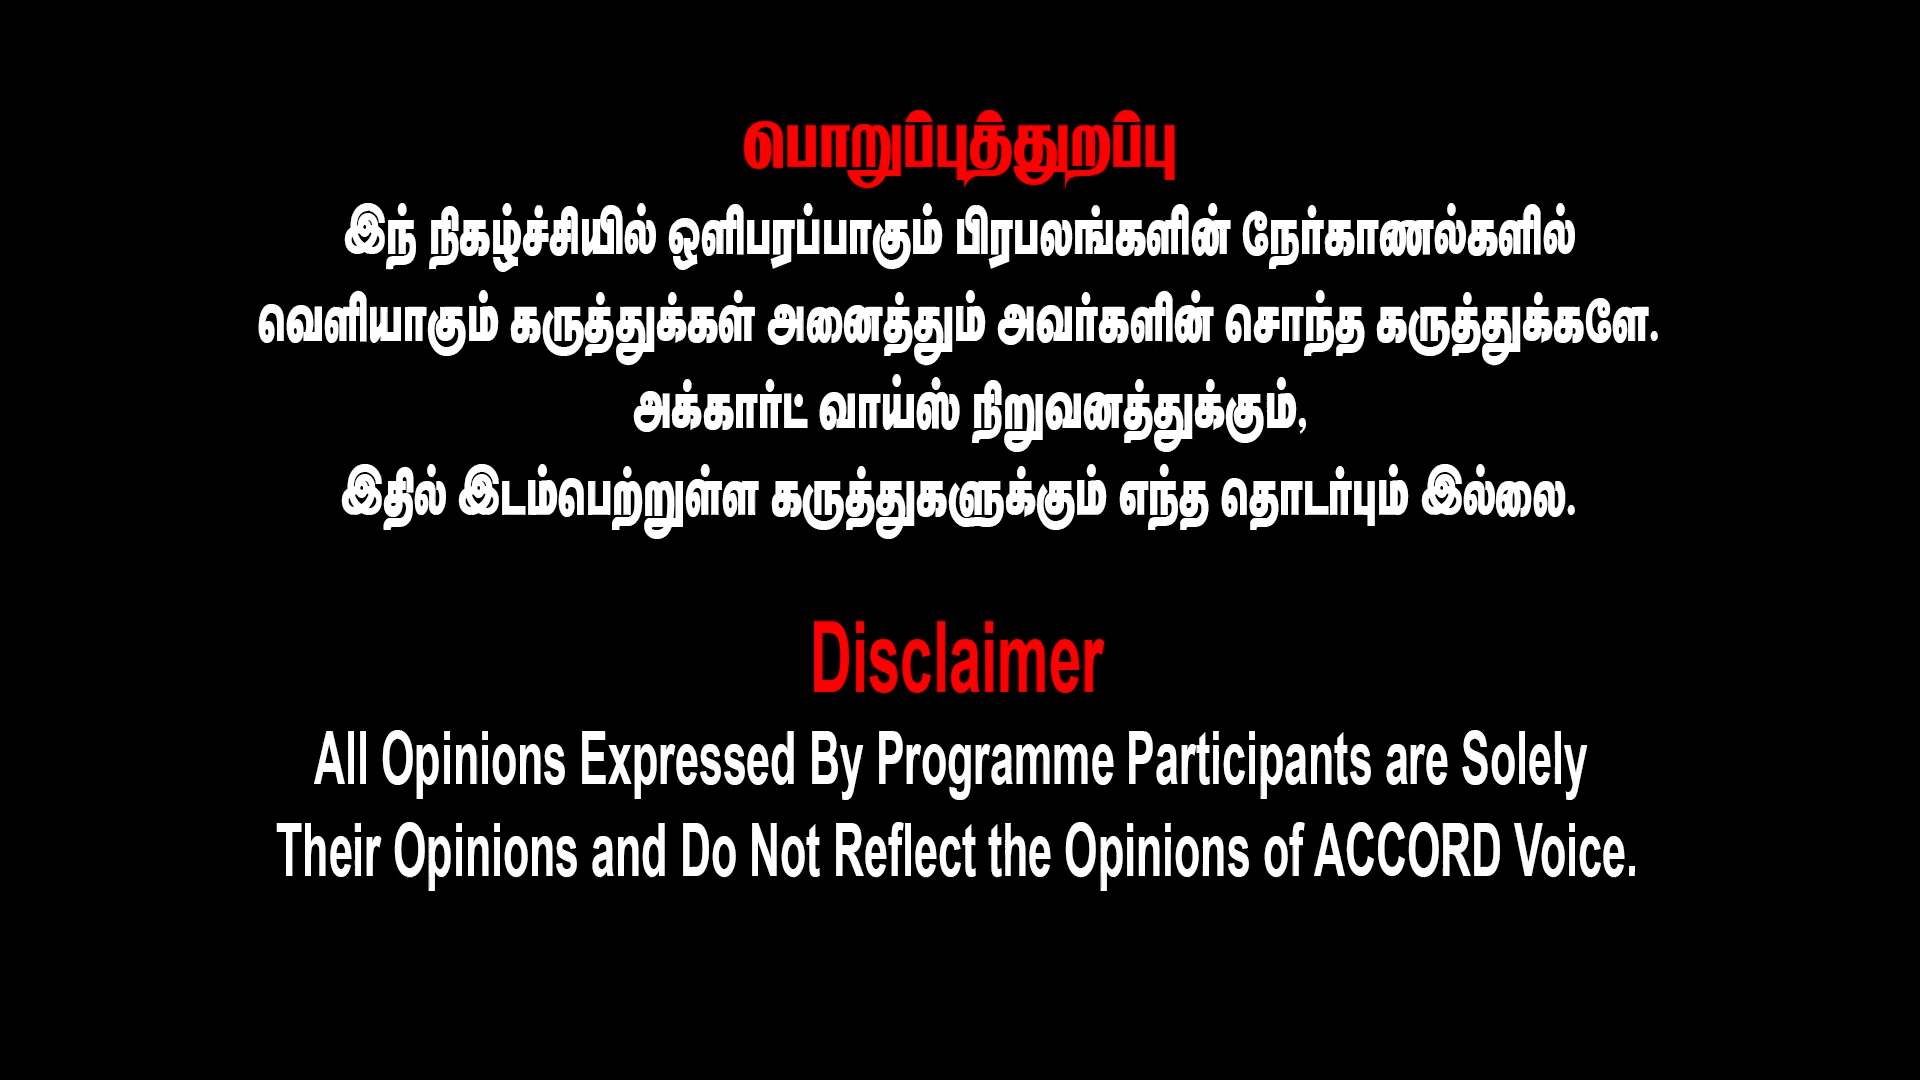 பொறுப்புத்துறப்பு
இந் நிகழ்ச்சியில் ஒளிபரப்பாகும் பிரபலங்களின் நேர்காணல்களில்
வெளியாகும் கருத்துக்கள் அனைத்தும் அவர்களின் சொந்த கருத்துக்களே.
அக்கார்ட் வாய்ஸ் நிறுவனத்துக்கும்,
இதில் இடம்பெற்றுள்ள கருத்துகளுக்கும் எந்த தொடர்பும் இல்லை.
Disclaimer
All Opinions Expressed By Programme Participants are Solely
Their Opinions and Do Not Reflect the Opinions of ACCORD Voice.